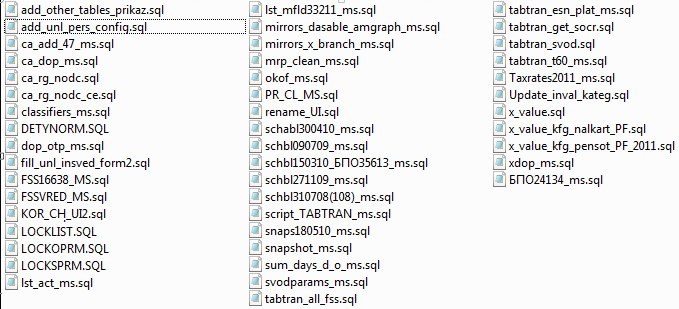 add_other_tables_prikaz.sql
add_unl_pers_config.sql
ca_add_47_ms.sql
ca_dop_ms.sql
ca_rg_nodc.sql
ca_rg_nodc_ce.sql
classifiers_ms.sql
DETYNORM.SQL
dop_otp_ms.sql
fill_unl_insved_form2.sql
FSS16638_MS.sql
FSSVRED_MS.sql
KOR_CH_UI2.sql
LOCKLIST.SQL
LOCKOPRM.SQL
LOCKSPRM.SQL
lst_act_ms.sql
lst_mfld33211_ms.sql
mirrors_dasable_amgraph_ms.sql
mirrors_x_branch_ms.sql
mrp_clean_ms.sql
okof_ms.sql
PR_CL_MS.sql
rename_UI.sql
schabl300410_ms.sql
schbl090709_ms.sql
schbl150310_БПО35613_ms.sql
schbl271109_ms.sql
schbl310708(108)_ms.sql
script_TABTRAN_ms.sql
snaps180510_ms.sql
snapshot_ms.sql
sum_days_d_o_ms.sql
svodparams_ms.sql
tabtran_all_fss.sql
tabtran_esn_plat_ms.sql
tabtran_get_socr.sql
tabtran_svod.sql
tabtran_t60_ms.sql
Taxrates2011_ms.sql
Update_inval_kateg.sql
x_value.sql
x_value_kfg_nalkart_PF.sql
x_value_kfg_pensot_PF_2011.sql
xdop_ms.sql
БПО24134_ms.sql